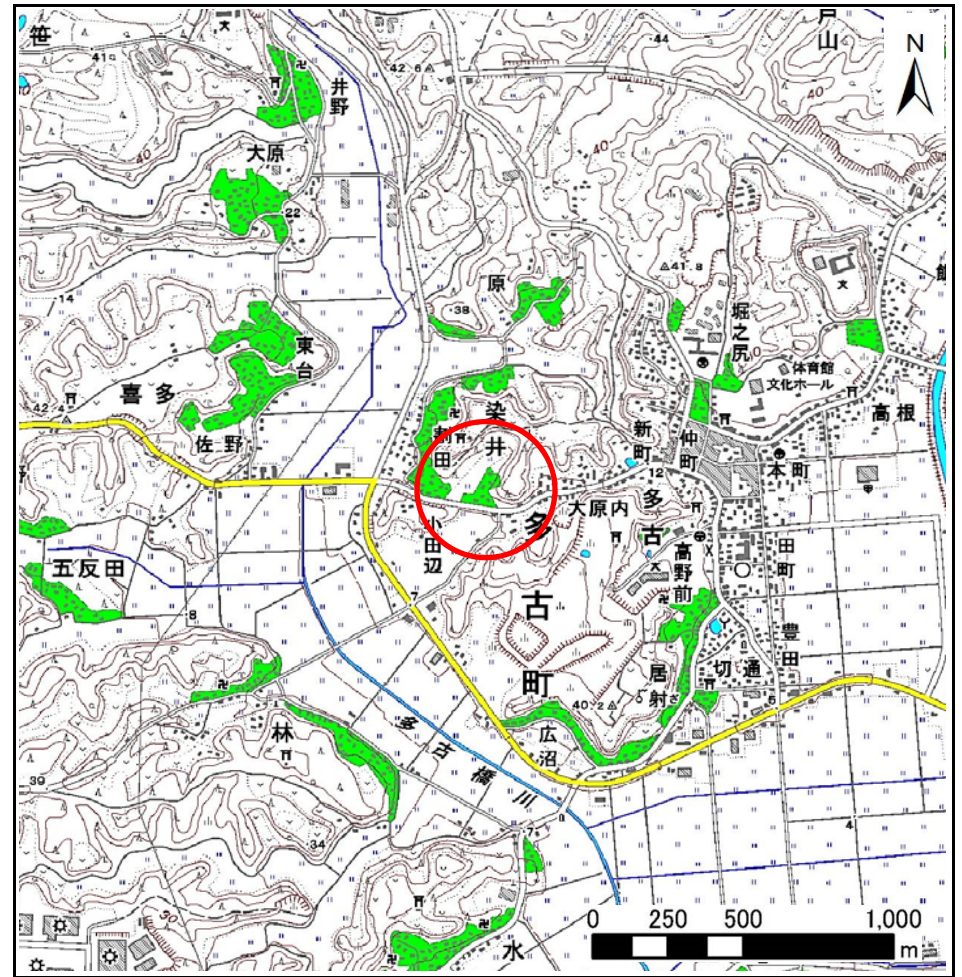 笹
戸山
N
井野
大原
原
堀之尻
東台
体育館
文化ホール
喜多
染井
割田
新町
仲町
高根
佐野
本町
小田辺
多古町
大原内
多古
高野前
田町
五反田
豊田
居射
切通
広沼
多古橋川
林
水
41
42.6
44
40
40
22
14
38
41.8
42.4
12
7
8
40.2
5
39
34
7
4
30
0 250 500 1,000
m